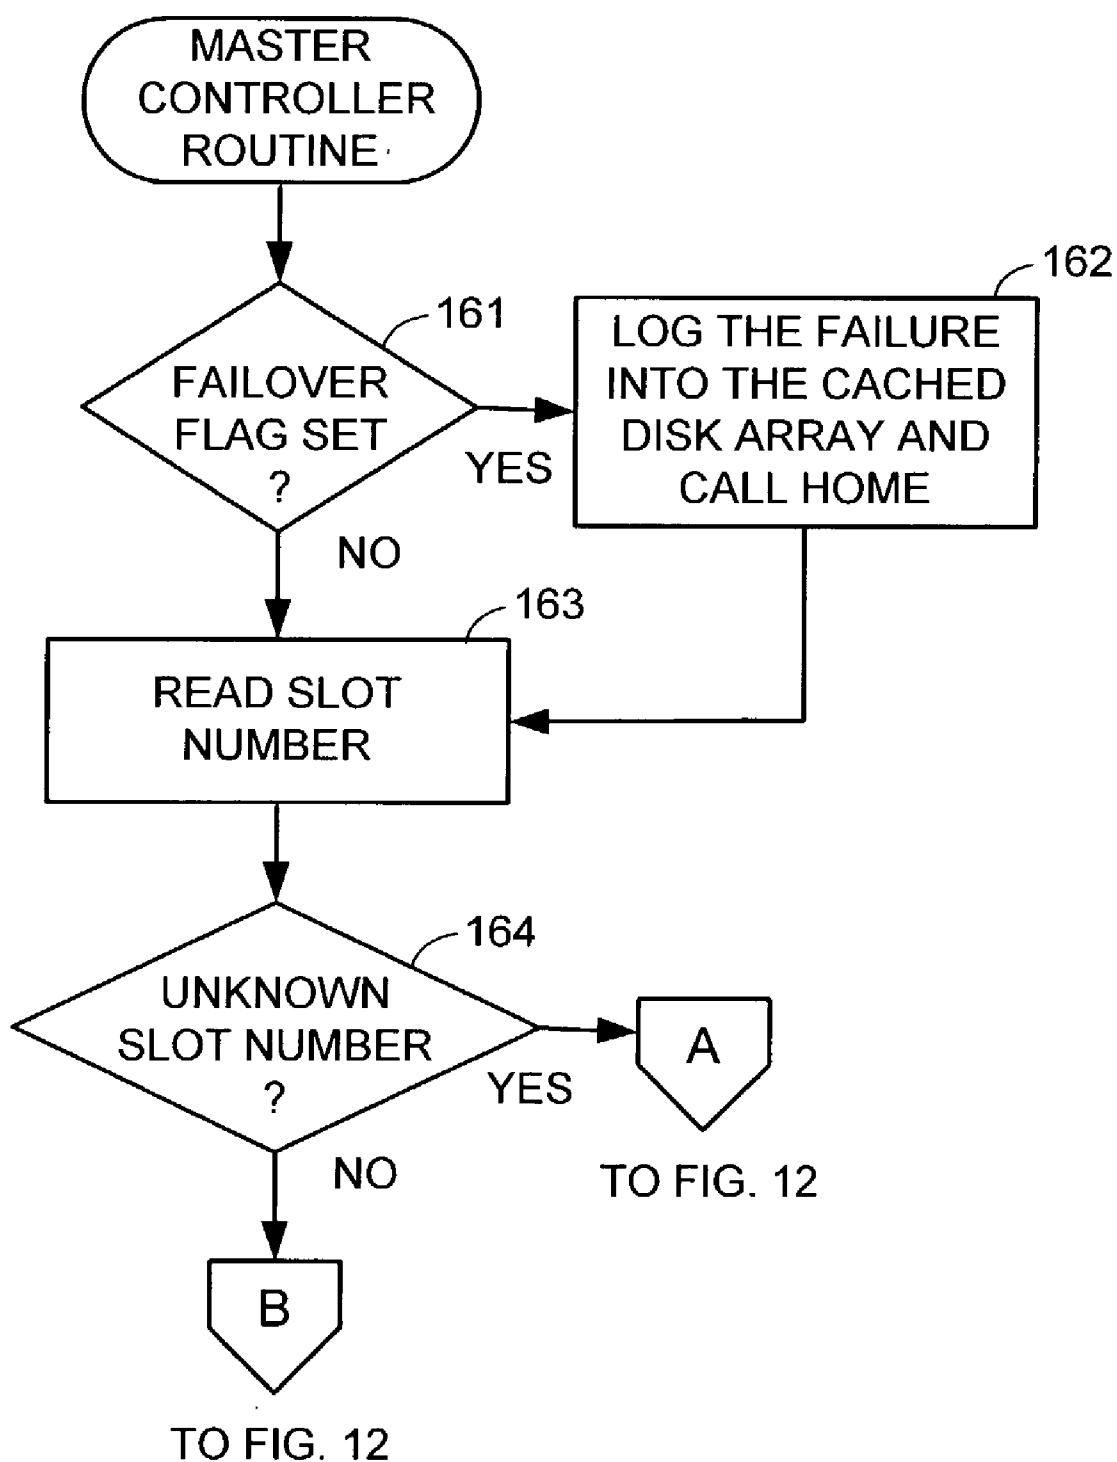 MASTER
CONTROLLER
ROUTINE
161
FAILOVER
FLAG SET
?
YES
NO
162
LOG THE FAILURE
INTO THE CACHED
DISK ARRAY AND
CALL HOME
163
READ SLOT
NUMBER
164
UNKNOWN
SLOT NUMBER
?
YES
NO
A
TO FIG. 12
B
TO FIG. 12